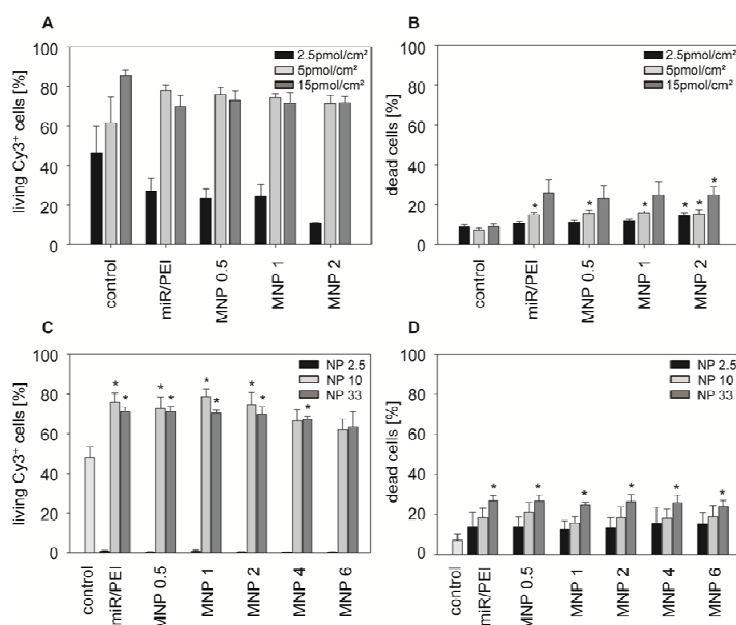 A
living Cy3⁺ cells [%]
100
80
60
40
20
0
2.5pmol/cm²
5pmol/cm²
15pmol/cm²
control
miR/PEI
MNP 0.5
MNP 1
MNP 2
B
dead cells [%]
100
80
60
40
20
0
2.5pmol/cm²
5pmol/cm²
15pmol/cm²
* * * * * *
control
miR/PEI
MNP 0.5
MNP 1
MNP 2
C
living Cy3⁺ cells [%]
100
80
60
40
20
0
NP 2.5
NP 10
NP 33
* * * * * * * * *
control
miR/PEI
MNP 0.5
MNP 1
MNP 2
MNP 4
MNP 6
D
dead cells [%]
100
80
60
40
20
0
NP 2.5
NP 10
NP 33
* * * * * *
control
miR/PEI
MNP 0.5
MNP 1
MNP 2
MNP 4
MNP 6